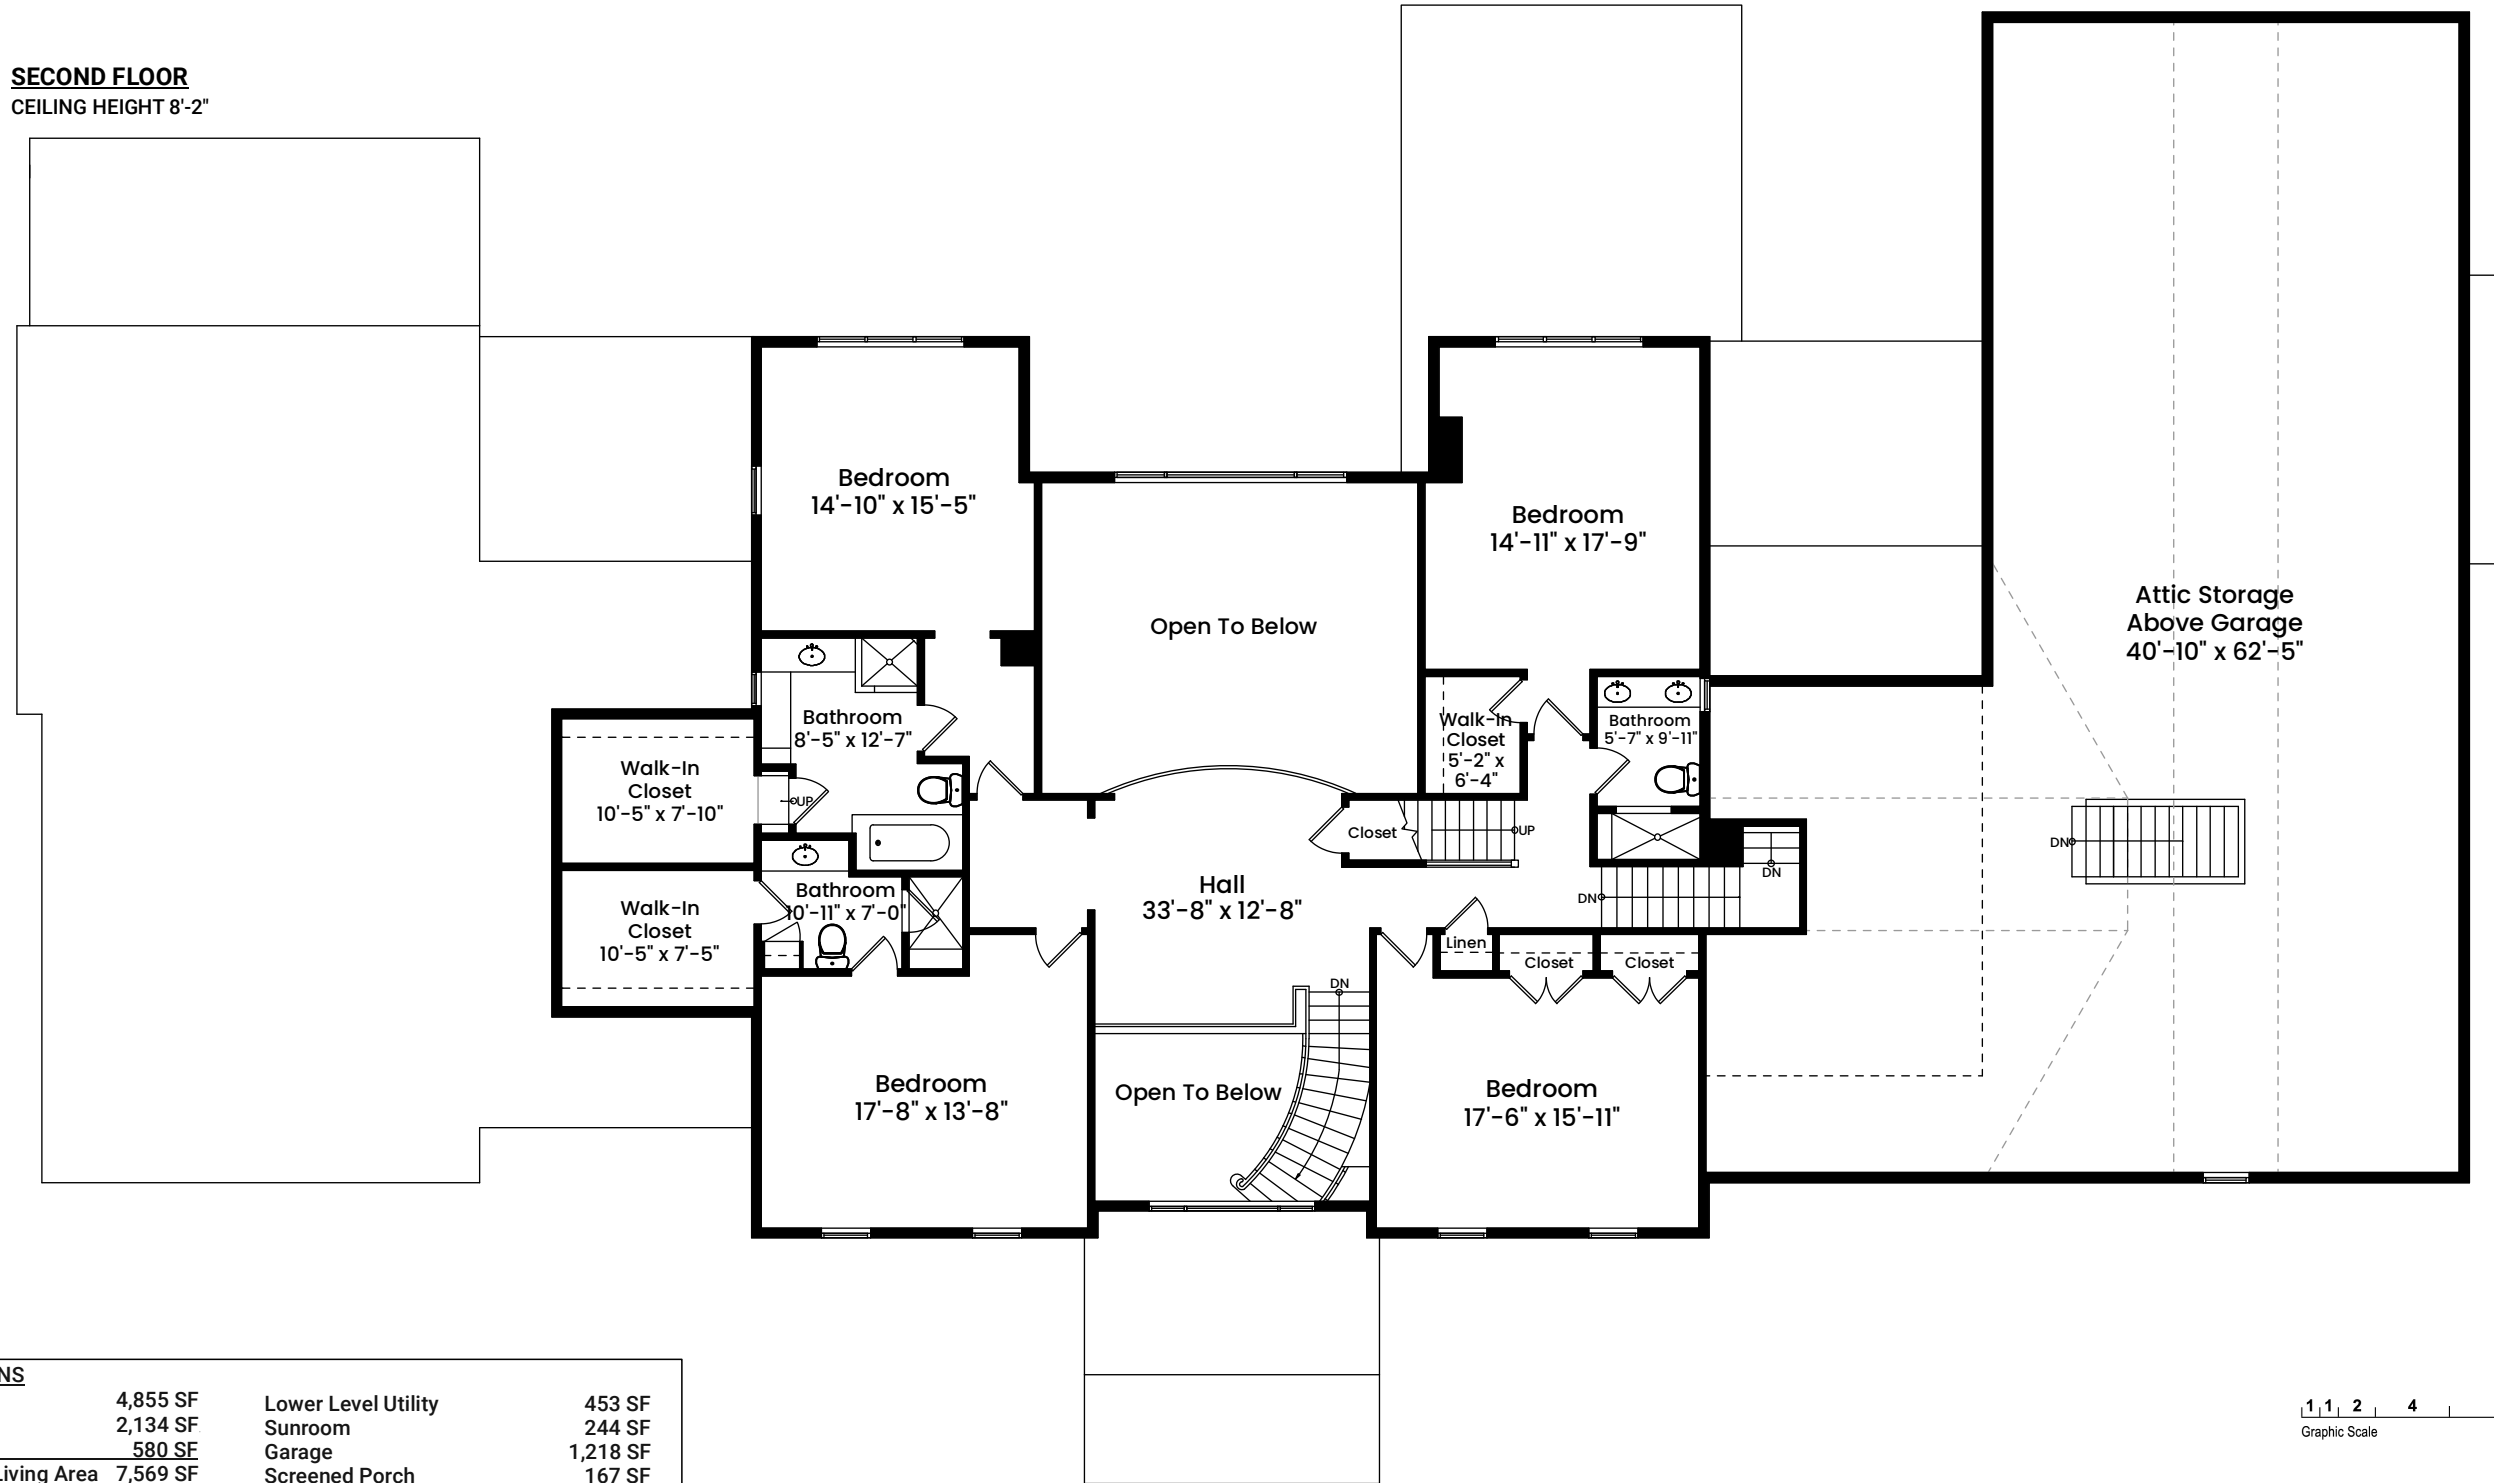 SECOND FLOOR
CEILING HEIGHT 8'-2"
Bedroom
14'-10" x 15'-5"
Bedroom
14'-11" x 17'-9"
Open To Below
Attic Storage
Above Garage
40'-10" x 62'-5"
Bathroom
8'-5" x 12'-7"
Walk-In
Closet
5'-2" x
6'-4"
Bathroom
5'-7" x 9'-11"
Walk-In
Closet
10'-5" x 7'-10"
UP
Closet
UP
DN
DN
Hall
33'-8" x 12'-8"
DN
Bathroom
10'-11" x 7'-0"
Walk-In
Closet
10'-5" x 7'-5"
Linen
Closet
Closet
DN
Bedroom
17'-8" x 13'-8"
Open To Below
Bedroom
17'-6" x 15'-11"
NS
4,855 SF
2,134 SF
580 SF
Living Area 7,569 SF
Lower Level Utility 453 SF
Sunroom 244 SF
Garage 1,218 SF
Screened Porch 167 SF
1 1 2 4
Graphic Scale